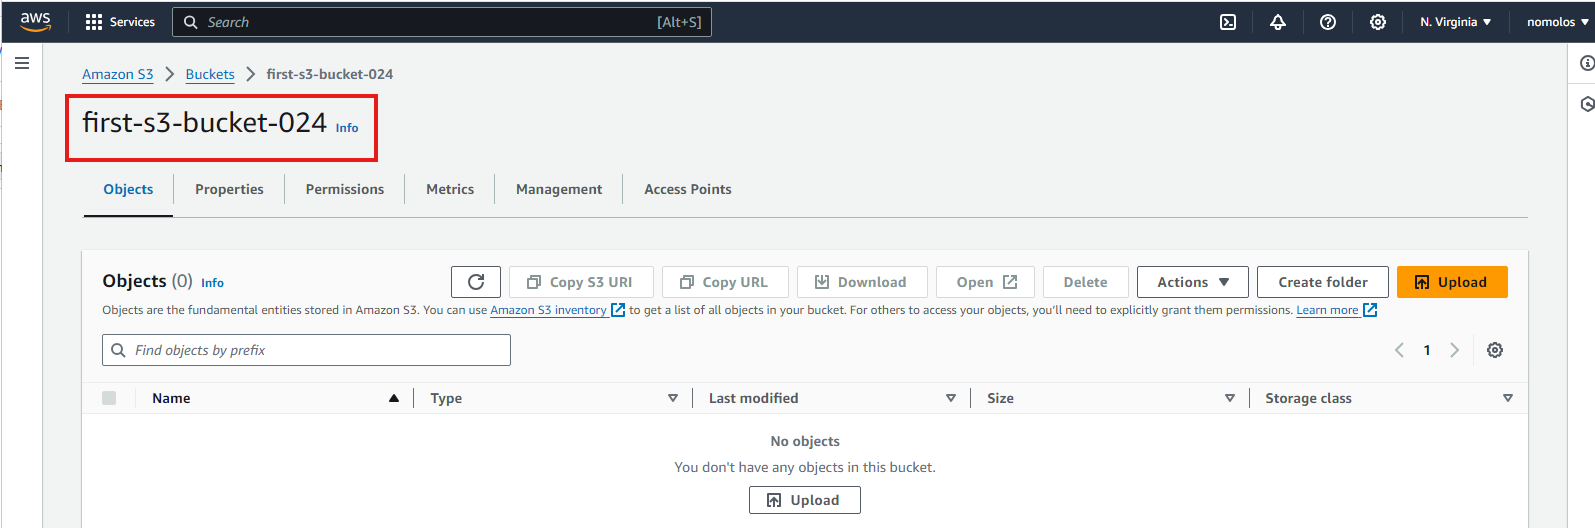 aws Services Search [Alt+S] N. Virginia nomolos
Amazon S3 Buckets first-s3-bucket-024
first-s3-bucket-024 Info
Objects Properties Permissions Metrics Management Access Points
Objects (0) Info Copy S3 URI Copy URL Download Open Delete Actions Create folder Upload
Objects are the fundamental entities stored in Amazon S3. You can use Amazon S3 inventory to get a list of all objects in your bucket. For others to access your objects, you'll need to explicitly grant them permissions. Learn more
Find objects by prefix 1
Name Type Last modified Size Storage class
No objects
You don't have any objects in this bucket.
Upload